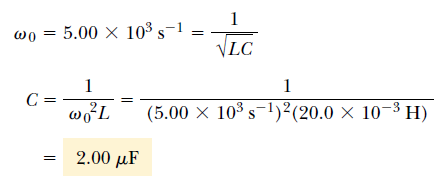 ω₀ = 5.00 × 10³ s⁻¹ = 1/√LC
C = 1/ω₀²L = 1/(5.00 × 10³ s⁻¹)²(20.0 × 10⁻³ H)
= 2.00 μF